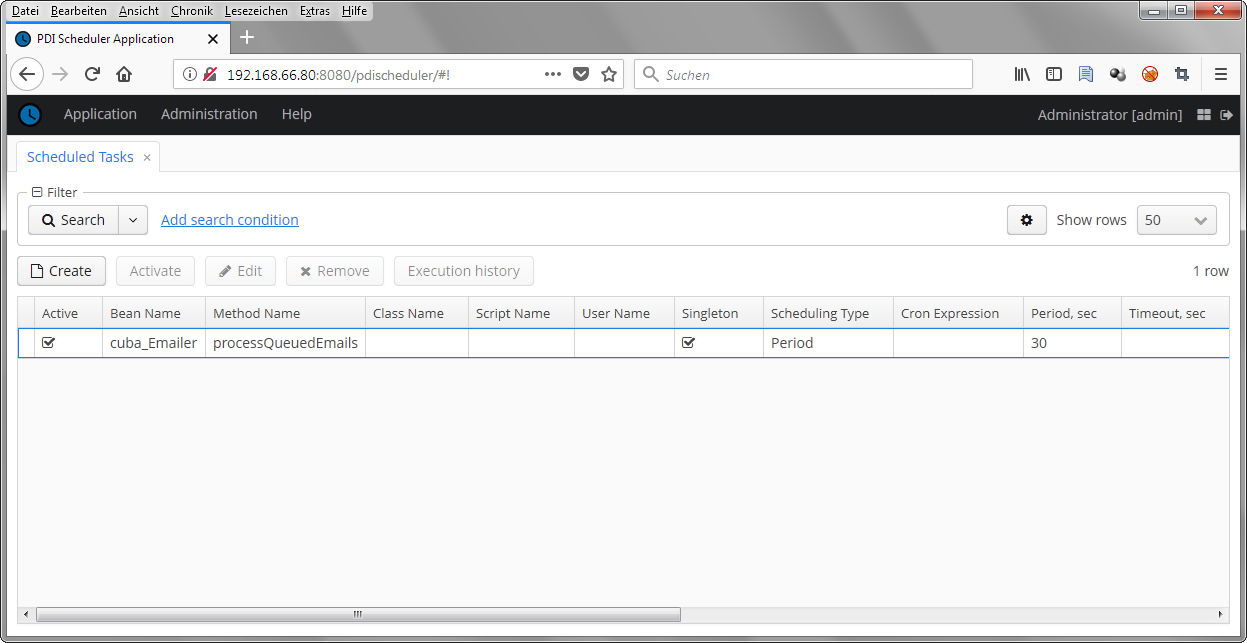 Datei Bearbeiten Ansicht Chronik Lesezeichen Extras Hilfe
PDI Scheduler Application
192.168.66.80:8080/pdischeduler/#! Suchen
Application Administration Help Administrator [admin]
Scheduled Tasks
Filter
Search Add search condition Show rows 50
Create Activate Edit Remove Execution history 1 row
Active Bean Name Method Name Class Name Script Name User Name Singleton Scheduling Type Cron Expression Period, sec Timeout, sec
cuba_Emailer processQueuedEmails Period 30